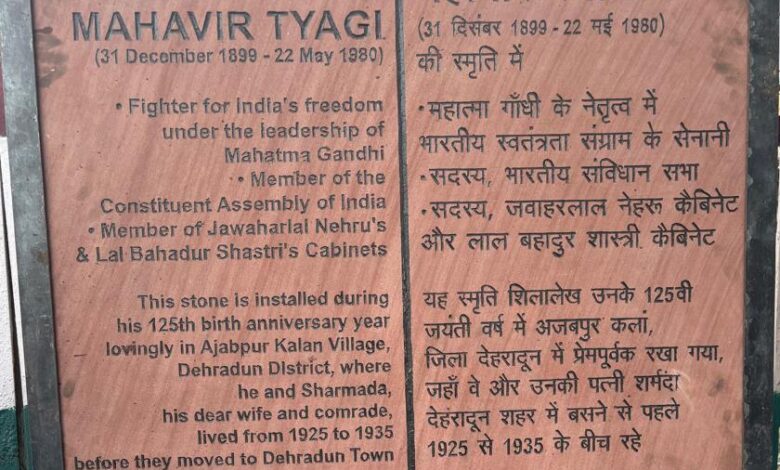 MAHAVIR TYAGI
(31 December 1899 - 22 May 1980)
• Fighter for India's freedom
under the leadership of
Mahatma Gandhi
• Member of the
Constituent Assembly of India
• Member of Jawaharlal Nehru's
& Lal Bahadur Shastri's Cabinets
This stone is installed during
his 125th birth anniversary year
lovingly in Ajabpur Kalan Village,
Dehradun District, where
he and Sharmada,
his dear wife and comrade,
lived from 1925 to 1935
before they moved to Dehradun Town
(31 दिसंबर 1899 - 22 मई 1980)
की स्मृति में
• महात्मा गाँधी के नेतृत्व में
भारतीय स्वतंत्रता संग्राम के सेनानी
• सदस्य, भारतीय संविधान सभा
• सदस्य, जवाहरलाल नेहरू कैबिनेट
और लाल बहादुर शास्त्री कैबिनेट
यह स्मृति शिलालेख उनके 125वी
जयंती वर्ष में अजबपुर कलां,
जिला देहरादून में प्रेमपूर्वक रखा गया,
जहाँ वे और उनकी पत्नी शर्मदा
देहरादून शहर में बसने से पहले
1925 से 1935 के बीच रहे